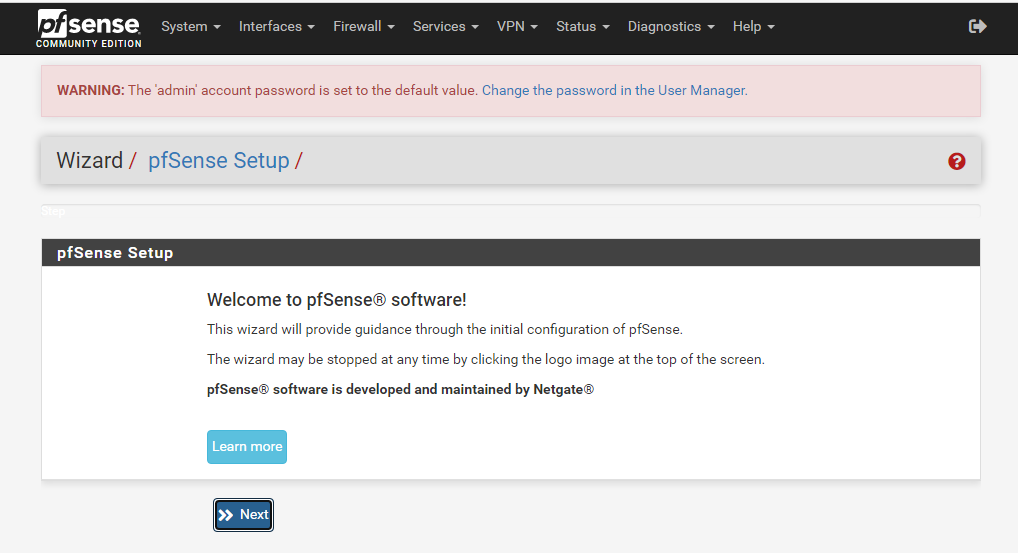 pfsense
COMMUNITY EDITION
System Interfaces Firewall Services VPN Status Diagnostics Help
WARNING: The 'admin' account password is set to the default value. Change the password in the User Manager.
Wizard / pfSense Setup /
?
Step
pfSense Setup
Welcome to pfSense® software!
This wizard will provide guidance through the initial configuration of pfSense.
The wizard may be stopped at any time by clicking the logo image at the top of the screen.
pfSense® software is developed and maintained by Netgate®
Learn more
Next